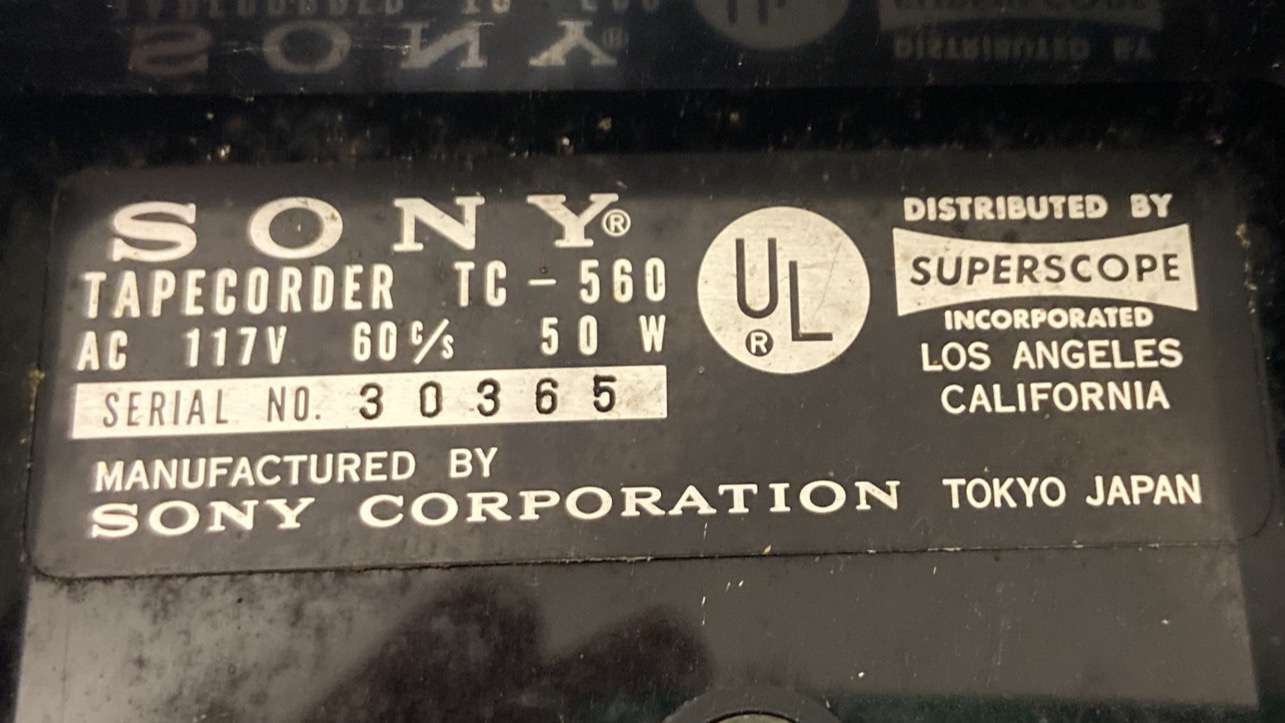 SONY®
TAPECORDER TC-560
AC 117V 60 c/s 50 W
SERIAL NO. 30365
MANUFACTURED BY
SONY CORPORATION TOKYO JAPAN
UL®
DISTRIBUTED BY
SUPERSCOPE
INCORPORATED
LOS ANGELES
CALIFORNIA